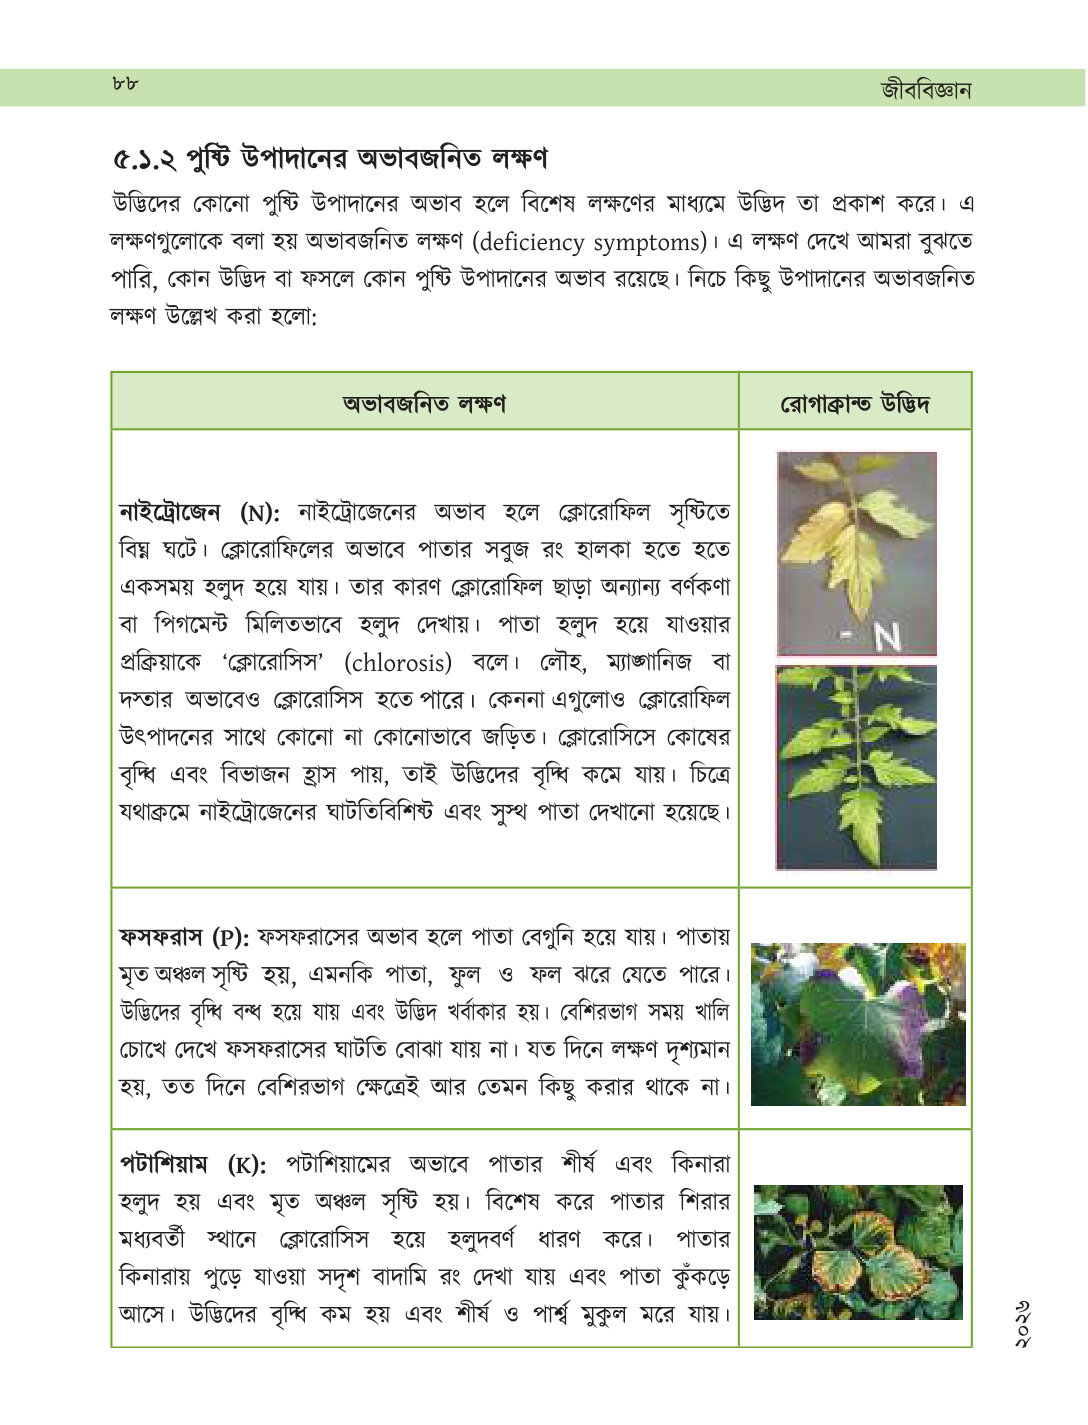 ৮৮
জীববিজ্ঞান
৫.১.২ পুষ্টি উপাদানের অভাবজনিত লক্ষণ
উদ্ভিদের কোনো পুষ্টি উপাদানের অভাব হলে বিশেষ লক্ষণের মাধ্যমে উদ্ভিদ তা প্রকাশ করে। এ
লক্ষণগুলোকে বলা হয় অভাবজনিত লক্ষণ (deficiency symptoms)। এ লক্ষণ দেখে আমরা বুঝতে
পারি, কোন উদ্ভিদ বা ফসলে কোন পুষ্টি উপাদানের অভাব রয়েছে। নিচে কিছু উপাদানের অভাবজনিত
লক্ষণ উল্লেখ করা হলো:
অভাবজনিত লক্ষণ
রোগাক্রান্ত উদ্ভিদ
নাইট্রোজেন (N): নাইট্রোজেনের অভাব হলে ক্লোরোফিল সৃষ্টিতে
বিঘ্ন ঘটে। ক্লোরোফিলের অভাবে পাতার সবুজ রং হালকা হতে হতে
একসময় হলুদ হয়ে যায়। তার কারণ ক্লোরোফিল ছাড়া অন্যান্য বর্ণকণা
বা পিগমেন্ট মিলিতভাবে হলুদ দেখায়। পাতা হলুদ হয়ে যাওয়ার
প্রক্রিয়াকে ‘ক্লোরোসিস’ (chlorosis) বলে। লৌহ, ম্যাঙ্গানিজ বা
দস্তার অভাবেও ক্লোরোসিস হতে পারে। কেননা এগুলোও ক্লোরোফিল
উৎপাদনের সাথে কোনো না কোনোভাবে জড়িত। ক্লোরোসিসে কোষের
বৃদ্ধি এবং বিভাজন হ্রাস পায়, তাই উদ্ভিদের বৃদ্ধি কমে যায়। চিত্রে
যথাক্রমে নাইট্রোজেনের ঘাটতিবিশিষ্ট এবং সুস্থ পাতা দেখানো হয়েছে।
- N
ফসফরাস (P): ফসফরাসের অভাব হলে পাতা বেগুনি হয়ে যায়। পাতায়
মৃত অঞ্চল সৃষ্টি হয়, এমনকি পাতা, ফুল ও ফল ঝরে যেতে পারে।
উদ্ভিদের বৃদ্ধি বন্ধ হয়ে যায় এবং উদ্ভিদ খর্বাকার হয়। বেশিরভাগ সময় খালি
চোখে দেখে ফসফরাসের ঘাটতি বোঝা যায় না। যত দিনে লক্ষণ দৃশ্যমান
হয়, তত দিনে বেশিরভাগ ক্ষেত্রেই আর তেমন কিছু করার থাকে না।
পটাশিয়াম (K): পটাশিয়ামের অভাবে পাতার শীর্ষ এবং কিনারা
হলুদ হয় এবং মৃত অঞ্চল সৃষ্টি হয়। বিশেষ করে পাতার শিরার
মধ্যবর্তী স্থানে ক্লোরোসিস হয়ে হলুদবর্ণ ধারণ করে। পাতার
কিনারায় পুড়ে যাওয়া সদৃশ বাদামি রং দেখা যায় এবং পাতা কুঁকড়ে
আসে। উদ্ভিদের বৃদ্ধি কম হয় এবং শীর্ষ ও পার্শ্ব মুকুল মরে যায়।
২০২৬